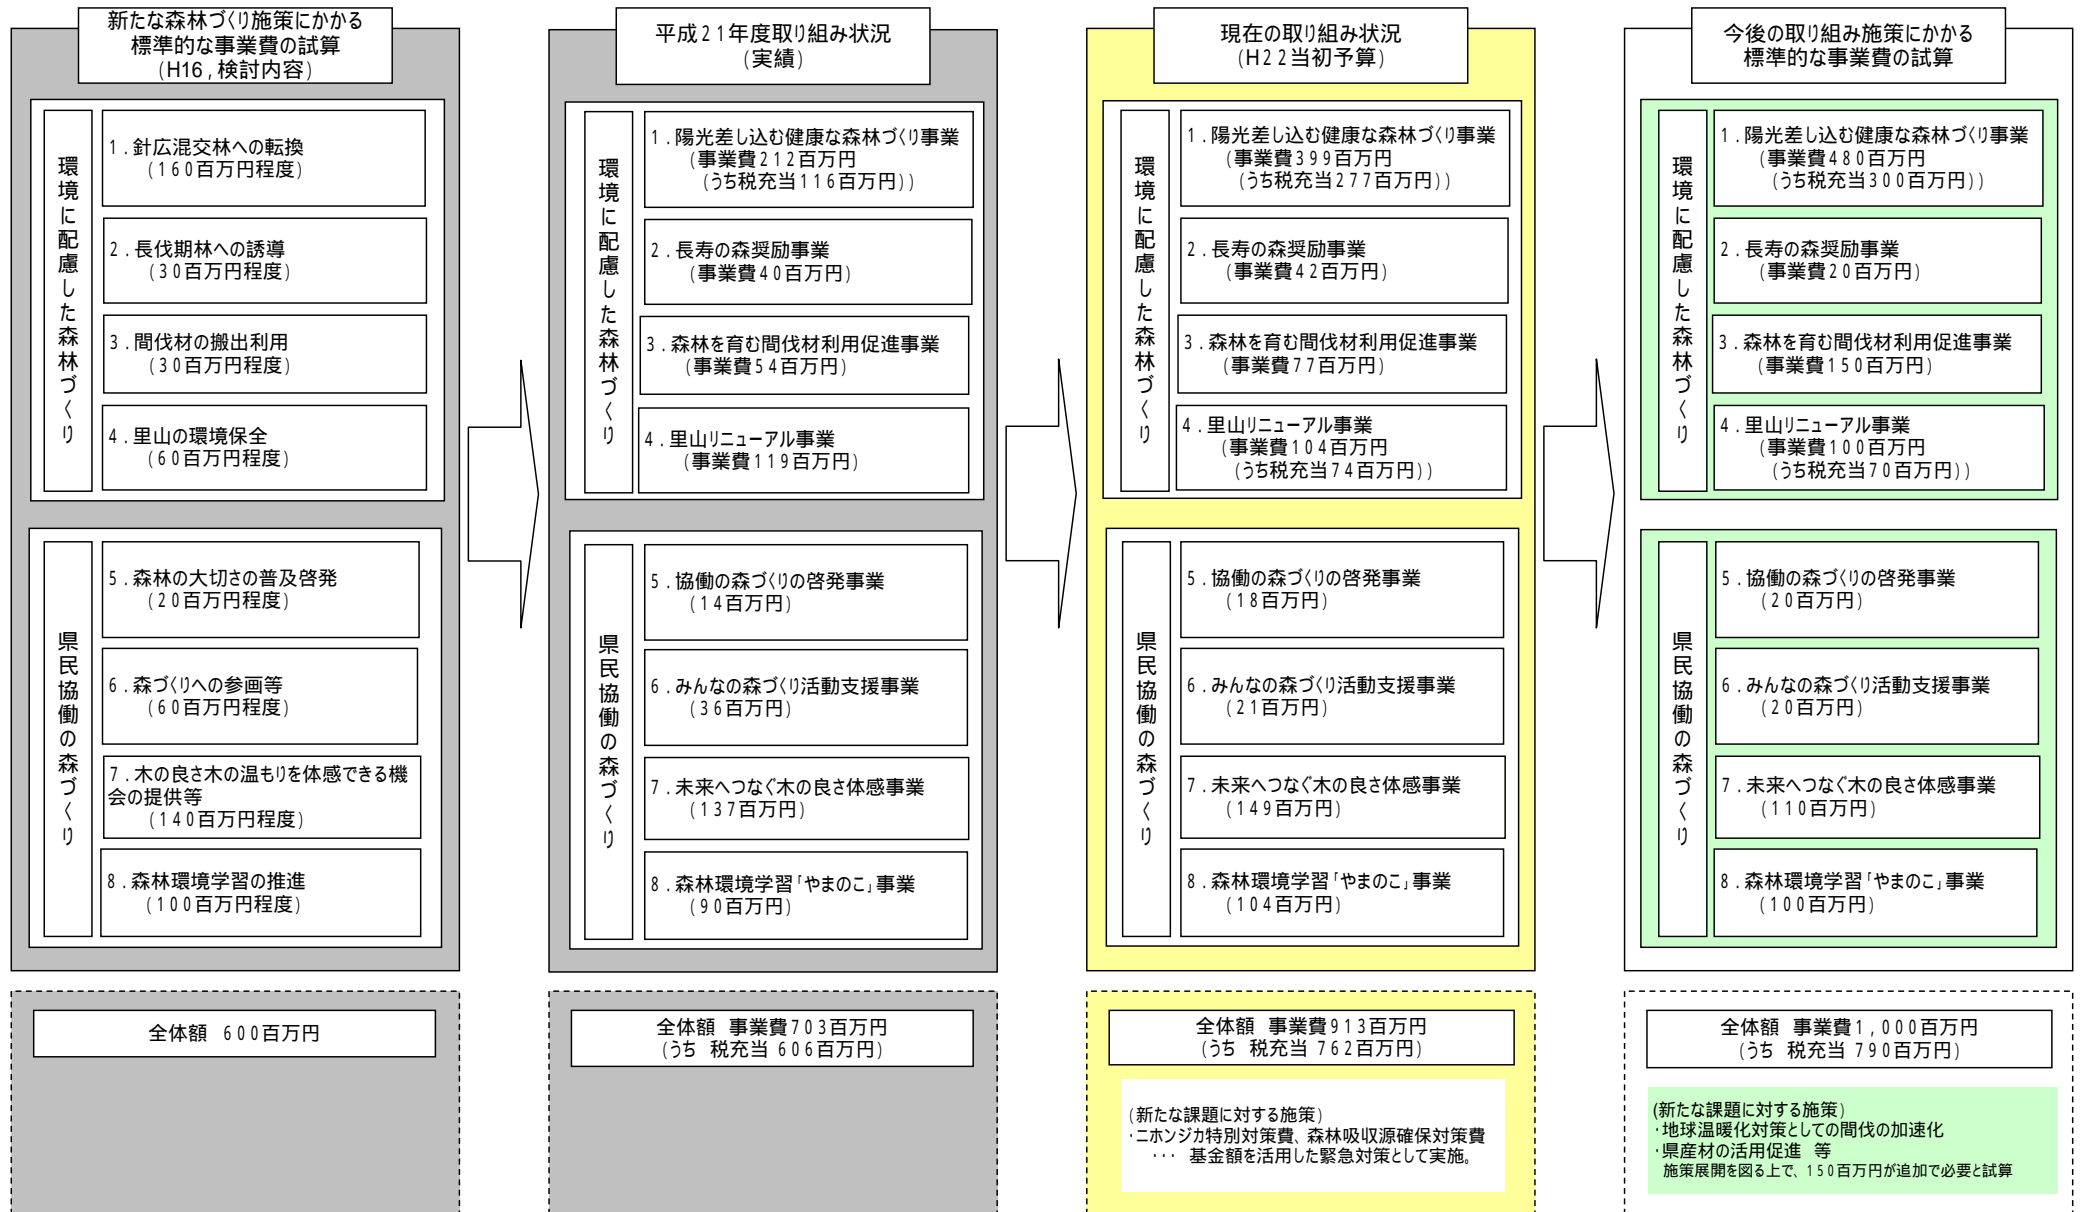 新たな森林づくり施策にかかる
標準的な事業費の試算
(H16,検討内容)
環境に配慮した森林づくり
1.針広混交林への転換
(160百万円程度)
2.長伐期林への誘導
(30百万円程度)
3.間伐材の搬出利用
(30百万円程度)
4.里山の環境保全
(60百万円程度)
県民協働の森づくり
5.森林の大切さの普及啓発
(20百万円程度)
6.森づくりへの参画等
(60百万円程度)
7.木の良さ木の温もりを体感できる機
会の提供等
(140百万円程度)
8.森林環境学習の推進
(100百万円程度)
全体額 600百万円
平成21年度取り組み状況
(実績)
環境に配慮した森林づくり
1.陽光差し込む健康な森林づくり事業
(事業費212百万円
(うち税充当116百万円))
2.長寿の森奨励事業
(事業費40百万円)
3.森林を育む間伐材利用促進事業
(事業費54百万円)
4.里山リニューアル事業
(事業費119百万円)
県民協働の森づくり
5.協働の森づくりの啓発事業
(14百万円)
6.みんなの森づくり活動支援事業
(36百万円)
7.未来へつなぐ木の良さ体感事業
(137百万円)
8.森林環境学習「やまのこ」事業
(90百万円)
全体額 事業費703百万円
(うち 税充当 606百万円)
現在の取り組み状況
(H22当初予算)
環境に配慮した森林づくり
1.陽光差し込む健康な森林づくり事業
(事業費399百万円
(うち税充当277百万円))
2.長寿の森奨励事業
(事業費42百万円)
3.森林を育む間伐材利用促進事業
(事業費77百万円)
4.里山リニューアル事業
(事業費104百万円
(うち税充当74百万円))
県民協働の森づくり
5.協働の森づくりの啓発事業
(18百万円)
6.みんなの森づくり活動支援事業
(21百万円)
7.未来へつなぐ木の良さ体感事業
(149百万円)
8.森林環境学習「やまのこ」事業
(104百万円)
全体額 事業費913百万円
(うち 税充当 762百万円)
(新たな課題に対する施策)
・ニホンジカ特別対策費、森林吸収源確保対策費
・・・ 基金額を活用した緊急対策として実施。
今後の取り組み施策にかかる
標準的な事業費の試算
環境に配慮した森林づくり
1.陽光差し込む健康な森林づくり事業
(事業費480百万円
(うち税充当300百万円))
2.長寿の森奨励事業
(事業費20百万円)
3.森林を育む間伐材利用促進事業
(事業費150百万円)
4.里山リニューアル事業
(事業費100百万円
(うち税充当70百万円))
県民協働の森づくり
5.協働の森づくりの啓発事業
(20百万円)
6.みんなの森づくり活動支援事業
(20百万円)
7.未来へつなぐ木の良さ体感事業
(110百万円)
8.森林環境学習「やまのこ」事業
(100百万円)
全体額 事業費1,000百万円
(うち 税充当 790百万円)
(新たな課題に対する施策)
・地球温暖化対策としての間伐の加速化
・県産材の活用促進 等
施策展開を図る上で、150百万円が追加で必要と試算